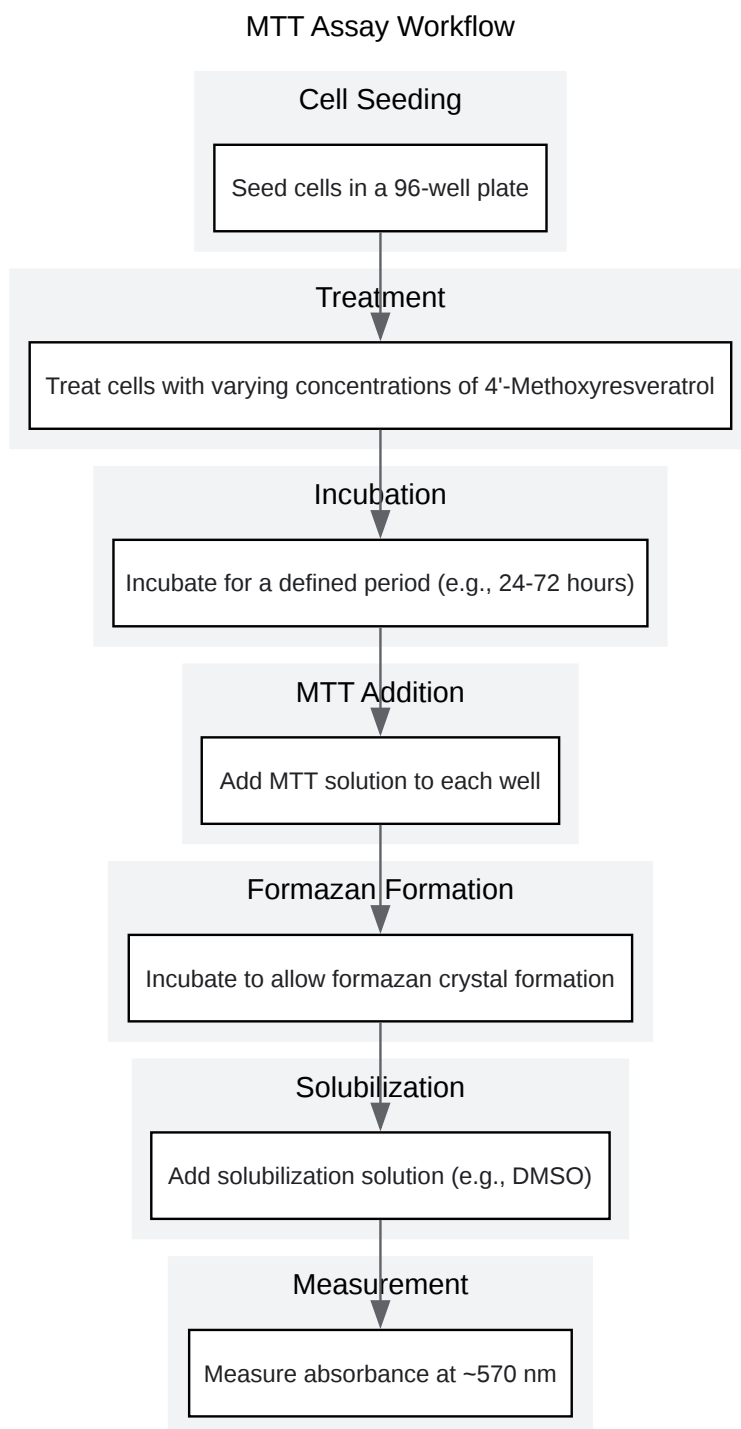 MTT Assay Workflow
Cell Seeding
Seed cells in a 96-well plate
Treatment
Treat cells with varying concentrations of 4'-Methoxyresveratrol
Incubation
Incubate for a defined period (e.g., 24-72 hours)
MTT Addition
Add MTT solution to each well
Formazan Formation
Incubate to allow formazan crystal formation
Solubilization
Add solubilization solution (e.g., DMSO)
Measurement
Measure absorbance at ~570 nm